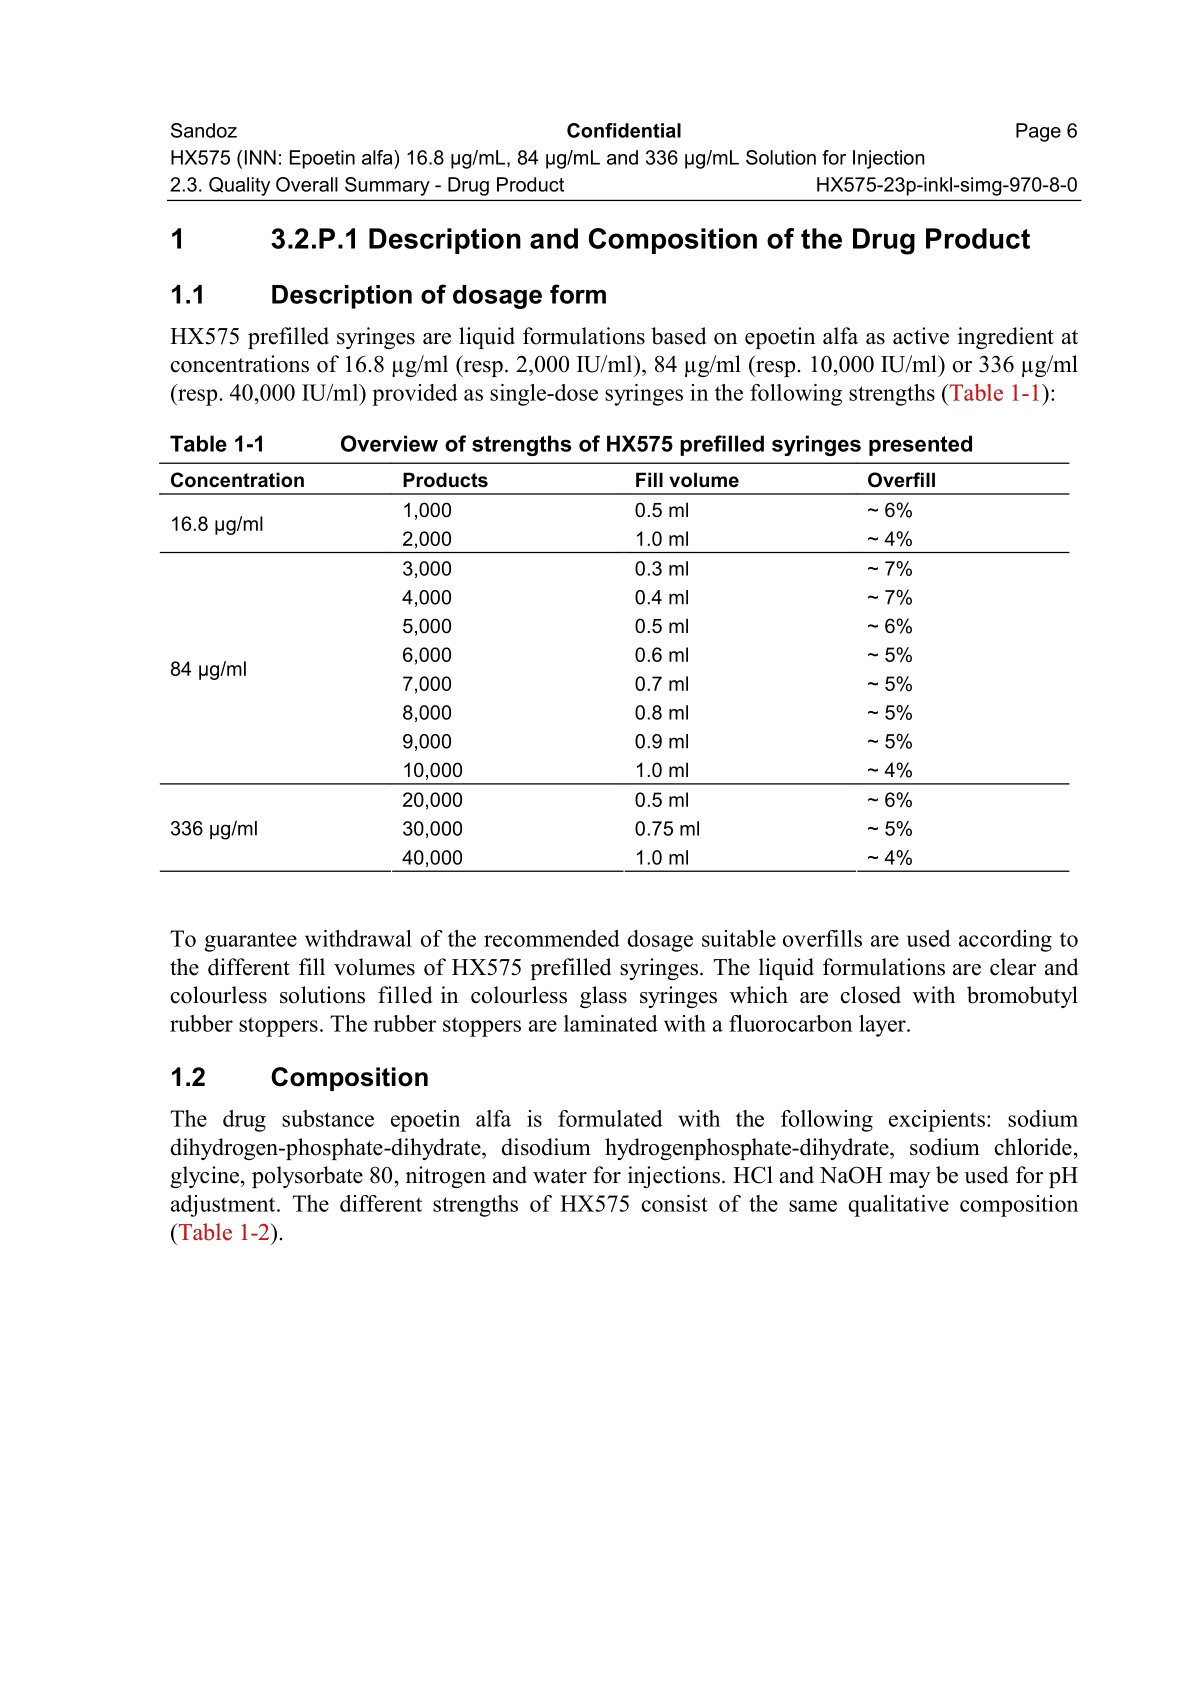 Sandoz Confidential Page 6
HX575 (INN: Epoetin alfa) 16.8 µg/mL, 84 µg/mL and 336 µg/mL Solution for Injection
2.3. Quality Overall Summary - Drug Product HX575-23p-inkl-simg-970-8-0
1 3.2.P.1 Description and Composition of the Drug Product
1.1 Description of dosage form
HX575 prefilled syringes are liquid formulations based on epoetin alfa as active ingredient at
concentrations of 16.8 µg/ml (resp. 2,000 IU/ml), 84 µg/ml (resp. 10,000 IU/ml) or 336 µg/ml
(resp. 40,000 IU/ml) provided as single-dose syringes in the following strengths (Table 1-1):
Table 1-1 Overview of strengths of HX575 prefilled syringes presented
Concentration Products Fill volume Overfill
16.8 µg/ml
1,000 0.5 ml ~ 6%
2,000 1.0 ml ~ 4%
84 µg/ml
3,000 0.3 ml ~ 7%
4,000 0.4 ml ~ 7%
5,000 0.5 ml ~ 6%
6,000 0.6 ml ~ 5%
7,000 0.7 ml ~ 5%
8,000 0.8 ml ~ 5%
9,000 0.9 ml ~ 5%
10,000 1.0 ml ~ 4%
336 µg/ml
20,000 0.5 ml ~ 6%
30,000 0.75 ml ~ 5%
40,000 1.0 ml ~ 4%
To guarantee withdrawal of the recommended dosage suitable overfills are used according to
the different fill volumes of HX575 prefilled syringes. The liquid formulations are clear and
colourless solutions filled in colourless glass syringes which are closed with bromobutyl
rubber stoppers. The rubber stoppers are laminated with a fluorocarbon layer.
1.2 Composition
The drug substance epoetin alfa is formulated with the following excipients: sodium
dihydrogen-phosphate-dihydrate, disodium hydrogenphosphate-dihydrate, sodium chloride,
glycine, polysorbate 80, nitrogen and water for injections. HCl and NaOH may be used for pH
adjustment. The different strengths of HX575 consist of the same qualitative composition
(Table 1-2).